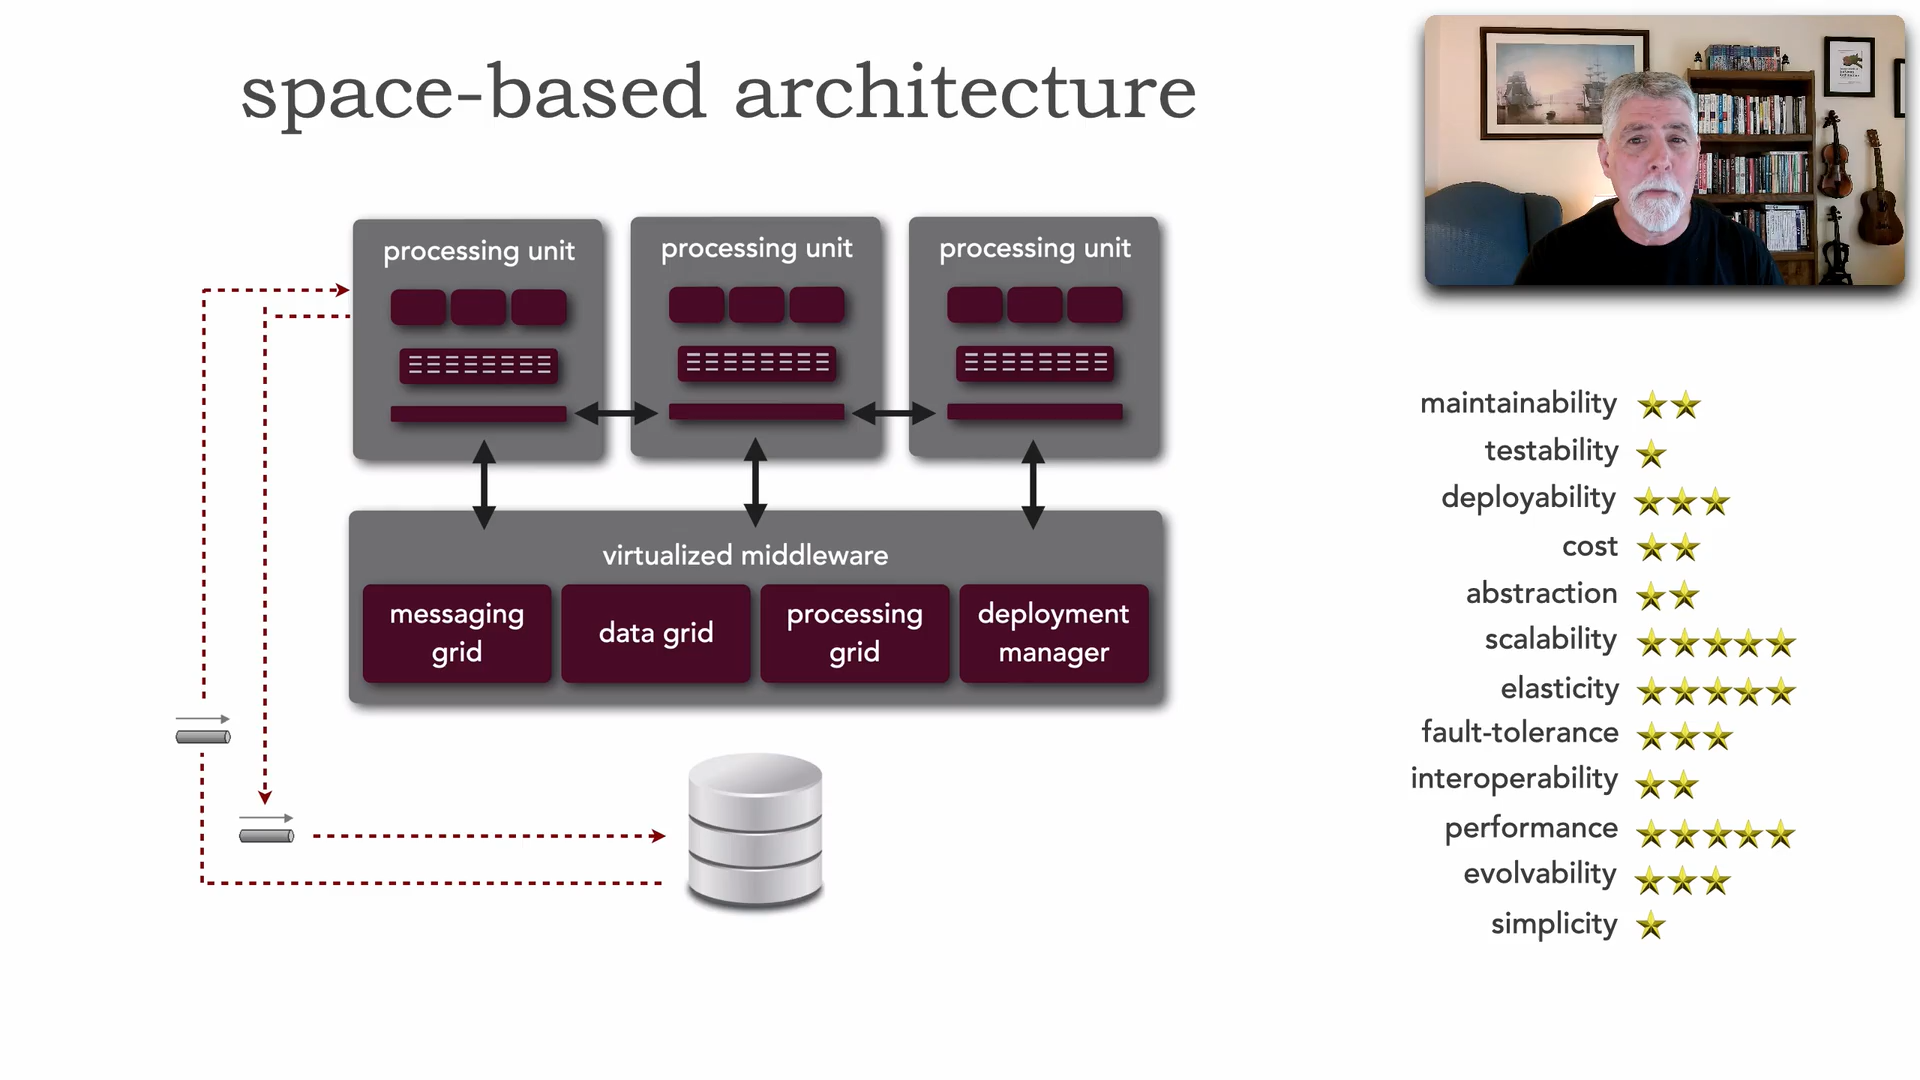 space-based architecture
processing unit
processing unit
processing unit
virtualized middleware
messaging
grid
data grid
processing
grid
deployment
manager
maintainability
testability
deployability
cost
abstraction
scalability
elasticity
fault-tolerance
interoperability
performance
evolvability
simplicity